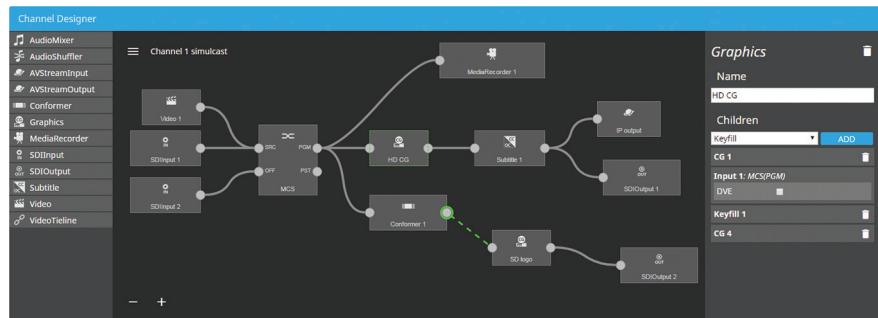 Channel Designer
AudioMixer
AudioShuffler
AVStreamInput
AVStreamOutput
Conformer
Graphics
MediaRecorder
SDIInput
SDIOutput
Subtitle
Video
VideoTieline
Channel 1 simulcast
MediaRecorder 1
Video 1
SDIInput 1
SDIInput 2
SRC PGM
OFF PST
MCS
HD CG
Subtitle 1
IP output
SDIOutput 1
Conformer 1
SD logo
SDIOutput 2
Graphics
Name
HD CG
Children
Keyfill ADD
CG 1
Input 1: MCS(PGM)
DVE
Keyfill 1
CG 4